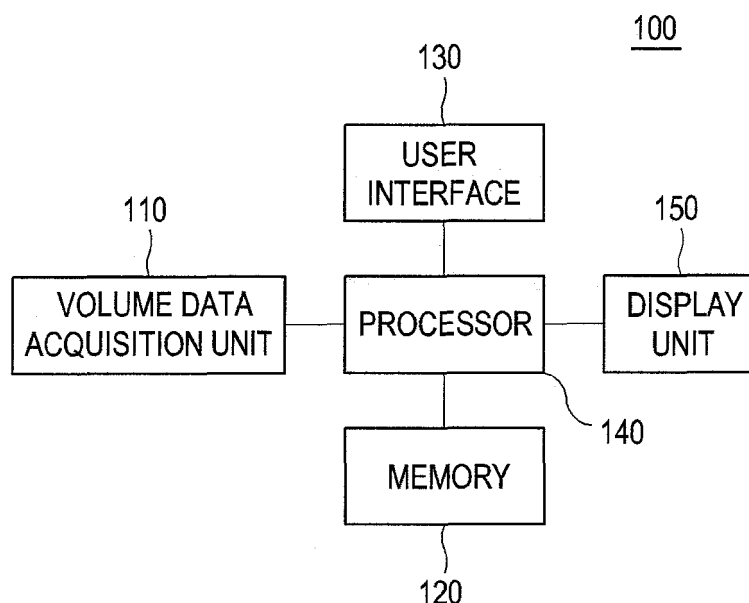 100
130
USER
INTERFACE
110
150
VOLUME DATA
ACQUISITION UNIT
PROCESSOR
DISPLAY
UNIT
140
MEMORY
120